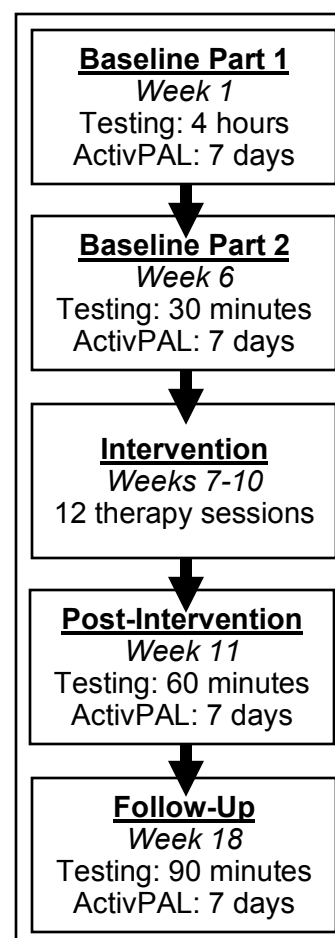 Baseline Part 1
Week 1
Testing: 4 hours
ActivPAL: 7 days
Baseline Part 2
Week 6
Testing: 30 minutes
ActivPAL: 7 days
Intervention
Weeks 7-10
12 therapy sessions
Post-Intervention
Week 11
Testing: 60 minutes
ActivPAL: 7 days
Follow-Up
Week 18
Testing: 90 minutes
ActivPAL: 7 days